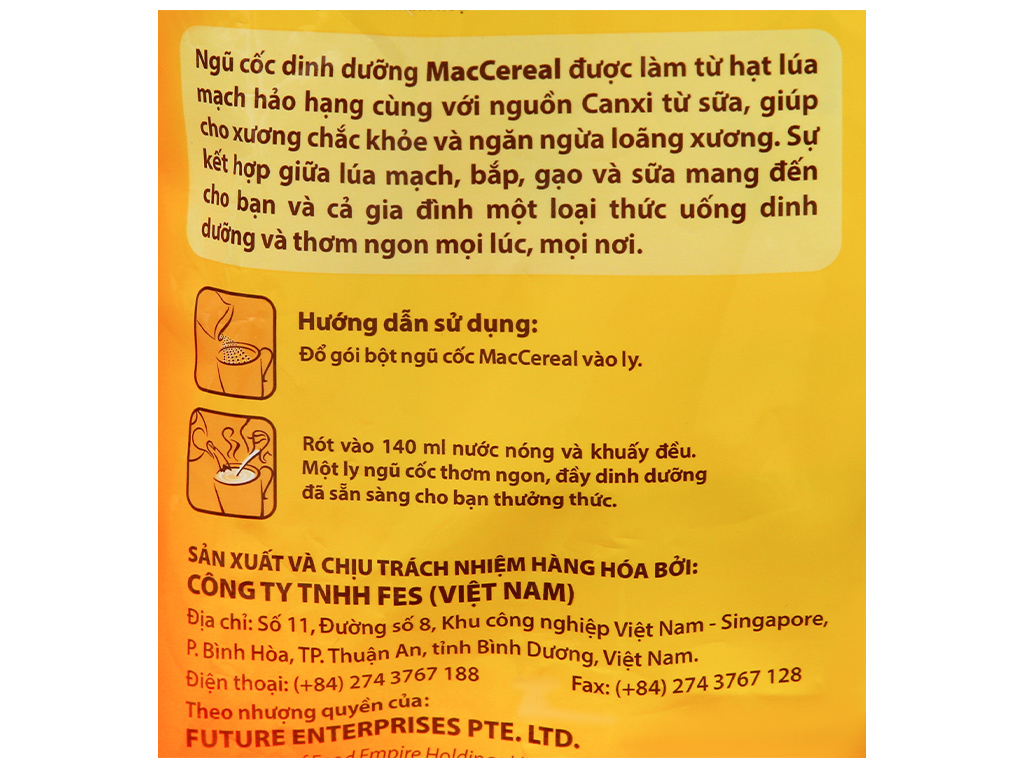 Ngũ cốc dinh dưỡng MacCereal được làm từ hạt lúa
mạch hảo hạng cùng với nguồn Canxi từ sữa, giúp
cho xương chắc khỏe và ngăn ngừa loãng xương. Sự
kết hợp giữa lúa mạch, bắp, gạo và sữa mang đến
cho bạn và cả gia đình một loại thức uống dinh
dưỡng và thơm ngon mọi lúc, mọi nơi.
Hướng dẫn sử dụng:
Đổ gói bột ngũ cốc MacCereal vào ly.
Rót vào 140 ml nước nóng và khuấy đều.
Một ly ngũ cốc thơm ngon, đầy dinh dưỡng
đã sẵn sàng cho bạn thưởng thức.
SẢN XUẤT VÀ CHỊU TRÁCH NHIỆM HÀNG HÓA BỞI:
CÔNG TY TNHH FES (VIỆT NAM)
Địa chỉ: Số 11, Đường số 8, Khu công nghiệp Việt Nam - Singapore,
P. Bình Hòa, TP. Thuận An, tỉnh Bình Dương, Việt Nam.
Điện thoại: (+84) 274 3767 188 Fax: (+84) 274 3767 128
Theo nhượng quyền của:
FUTURE ENTERPRISES PTE. LTD.
of Food Empire Holdings